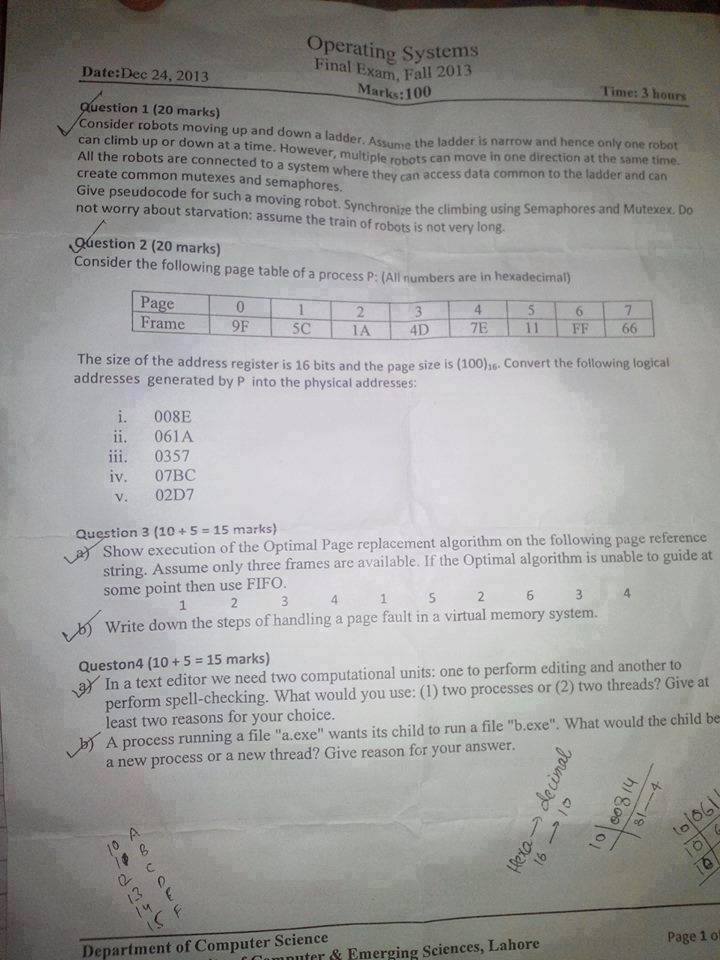 Operating Systems
Final Exam, Fall 2013
Date:Dec 24, 2013
Marks:100
Time: 3 hours
Question 1 (20 marks)
Consider robots moving up and down a ladder. Assume the ladder is narrow and hence only one robot
can climb up or down at a time. However, multiple robots can move in one direction at the same time.
All the robots are connected to a system where they can access data common to the ladder and can
create common mutexes and semaphores.
Give pseudocode for such a moving robot. Synchronize the climbing using Semaphores and Mutexex. Do
not worry about starvation: assume the train of robots is not very long.
Question 2 (20 marks)
Consider the following page table of a process P: (All numbers are in hexadecimal)
Page 0 1 2 3 4 5 6 7
Frame 9F 5C 1A 4D 7E 11 FF 66
The size of the address register is 16 bits and the page size is (100)₁₆. Convert the following logical
addresses generated by P into the physical addresses:
i. 008E
ii. 061A
iii. 0357
iv. 07BC
v. 02D7
Question 3 (10 + 5 = 15 marks)
a) Show execution of the Optimal Page replacement algorithm on the following page reference
string. Assume only three frames are available. If the Optimal algorithm is unable to guide at
some point then use FIFO.
1 2 3 4 1 5 2 6 3 4
b) Write down the steps of handling a page fault in a virtual memory system.
Queston4 (10 + 5 = 15 marks)
a) In a text editor we need two computational units: one to perform editing and another to
perform spell-checking. What would you use: (1) two processes or (2) two threads? Give at
least two reasons for your choice.
b) A process running a file "a.exe" wants its child to run a file "b.exe". What would the child be
a new process or a new thread? Give reason for your answer.
Hexa → decimal
16 → 10
10 00814
81—4
10 A
B
C
13 D
14 E
15 F
Department of Computer Science
Computer & Emerging Sciences, Lahore
Page 1 o